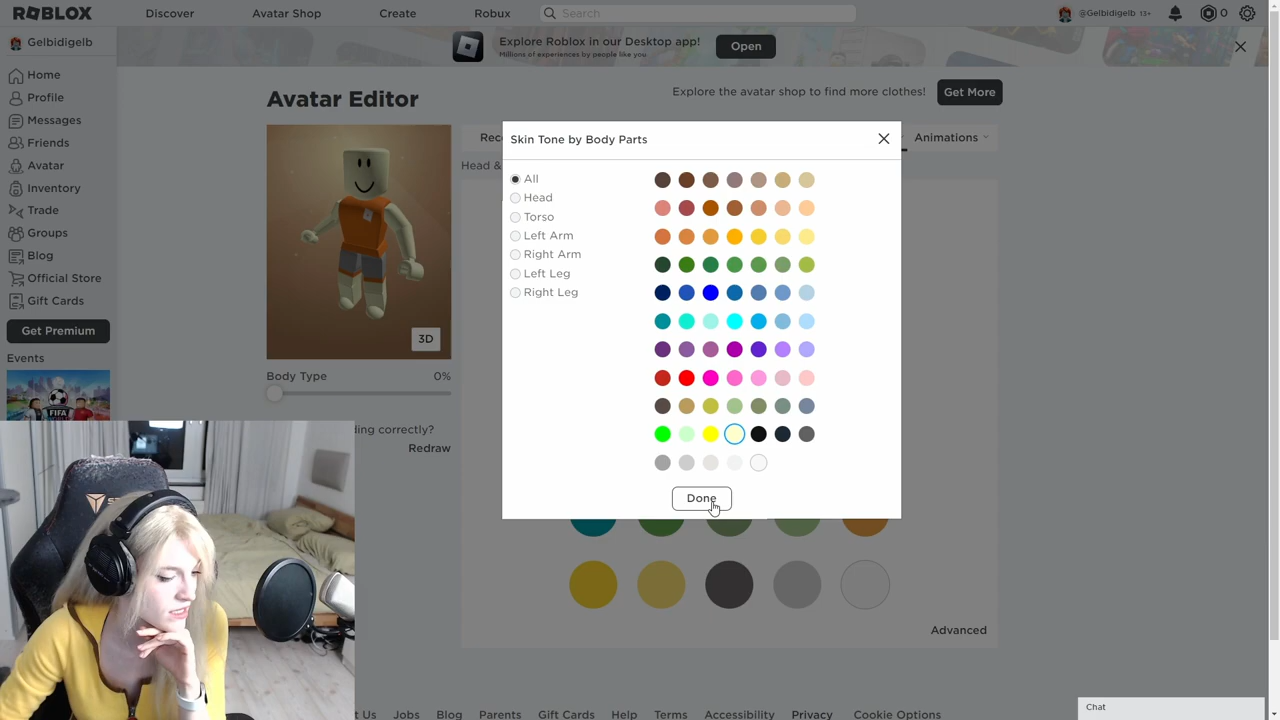 ROBLOX
Discover
Avatar Shop
Create
Robux
Search
@Gelbidigelb 13+
0
Gelbidigelb
Home
Profile
Messages
Friends
Avatar
Inventory
Trade
Groups
Blog
Official Store
Gift Cards
Get Premium
Events
FIFA
Explore Roblox in our Desktop app!
Millions of experiences by people like you
Open
Avatar Editor
Explore the avatar shop to find more clothes!
Get More
Rec
Animations
Head &
3D
Body Type 0%
ding correctly?
Redraw
Skin Tone by Body Parts
All
Head
Torso
Left Arm
Right Arm
Left Leg
Right Leg
Done
Advanced
t Us
Jobs
Blog
Parents
Gift Cards
Help
Terms
Accessibility
Privacy
Cookie Options
Chat